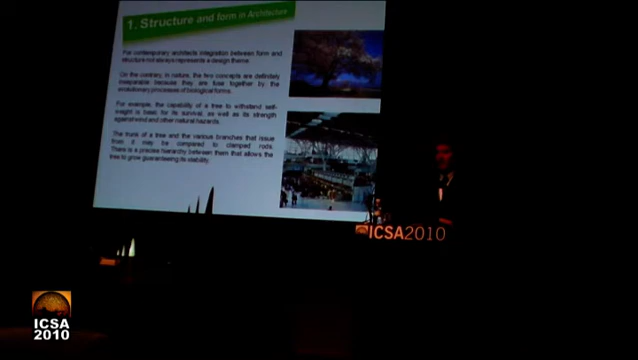 1. Structure and form in Architecture
For contemporary architects integration between form and
structure not always represents a design theme.
On the contrary, in nature, the two concepts are definitely
inseparable because they are fuse together by the
evolutionary processes of biological forms.
For example, the capability of a tree to withstand self-
weight is basic for its survival, as well as its strength
against wind and other natural hazards.
The trunk of a tree and the various branches that issue
from it may be compared to clamped rods.
There is a precise hierarchy between them that allows the
tree to grow guaranteeing its stability.
ICSA2010
ICSA
2010